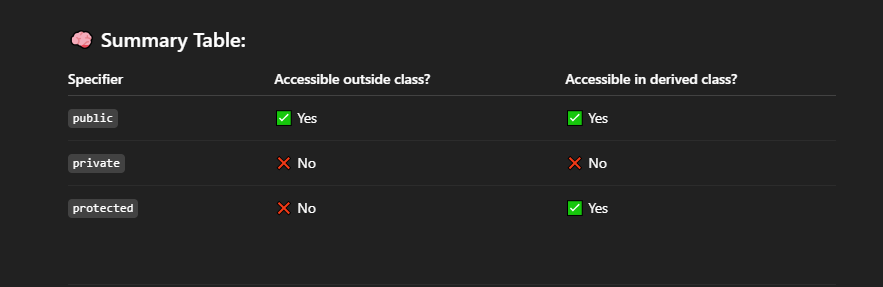 🧠 Summary Table:
Specifier Accessible outside class? Accessible in derived class?
public ✅ Yes ✅ Yes
private ❌ No ❌ No
protected ❌ No ✅ Yes